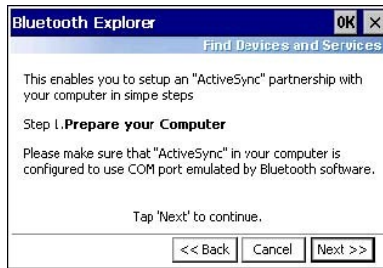 Bluetooth Explorer OK ×
Find Devices and Services
This enables you to setup an "ActiveSync" partnership with
your computer in simpe steps
Step 1.Prepare your Computer
Please make sure that "ActiveSync" in your computer is
configured to use COM port emulated by Bluetooth software.
Tap 'Next' to continue.
<< Back Cancel Next >>